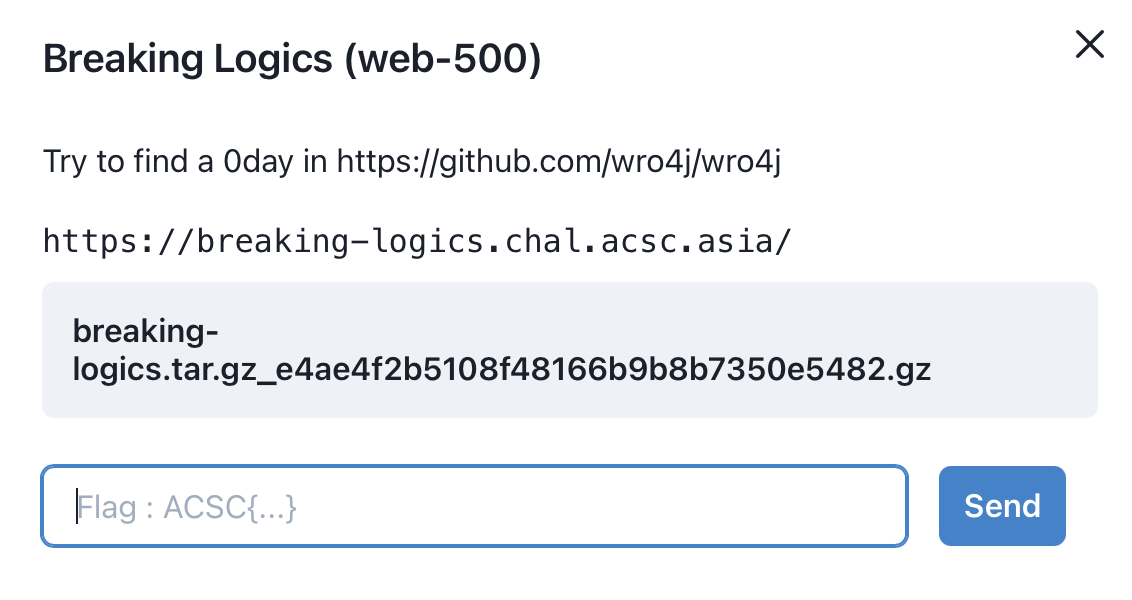 Breaking Logics (web-500)
Try to find a 0day in https://github.com/wro4j/wro4j
https://breaking-logics.chal.acsc.asia/
breaking-
logics.tar.gz_e4ae4f2b5108f48166b9b8b7350e5482.gz
Flag : ACSC{...}
Send